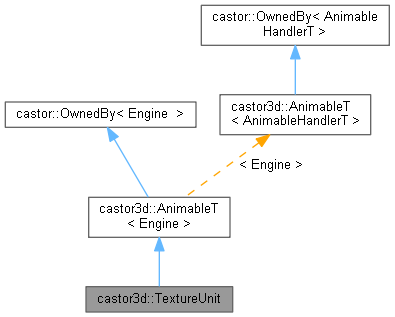 castor::OwnedBy< Animable
HandlerT >
castor3d::AnimableT
< AnimableHandlerT >
castor::OwnedBy< Engine  >
< Engine >
castor3d::AnimableT
< Engine >
castor3d::TextureUnit